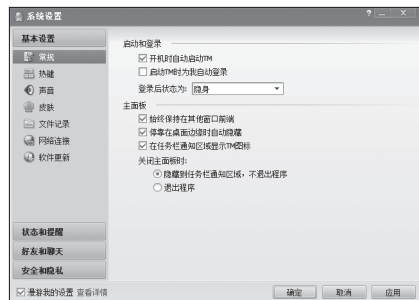 系统设置
基本设置
常规
热键
声音
皮肤
文件记录
网络连接
软件更新
状态和提醒
好友和聊天
安全和隐私
启动和登录
开机时自动启动TM
启动TM时为我自动登录
登录后状态为: 隐身
主面板
始终保持在其他窗口前端
停靠在桌面边缘时自动隐藏
在任务栏通知区域显示TM图标
关闭主面板时:
隐藏到任务栏通知区域，不退出程序
退出程序
漫游我的设置 查看详情
确定 取消 应用